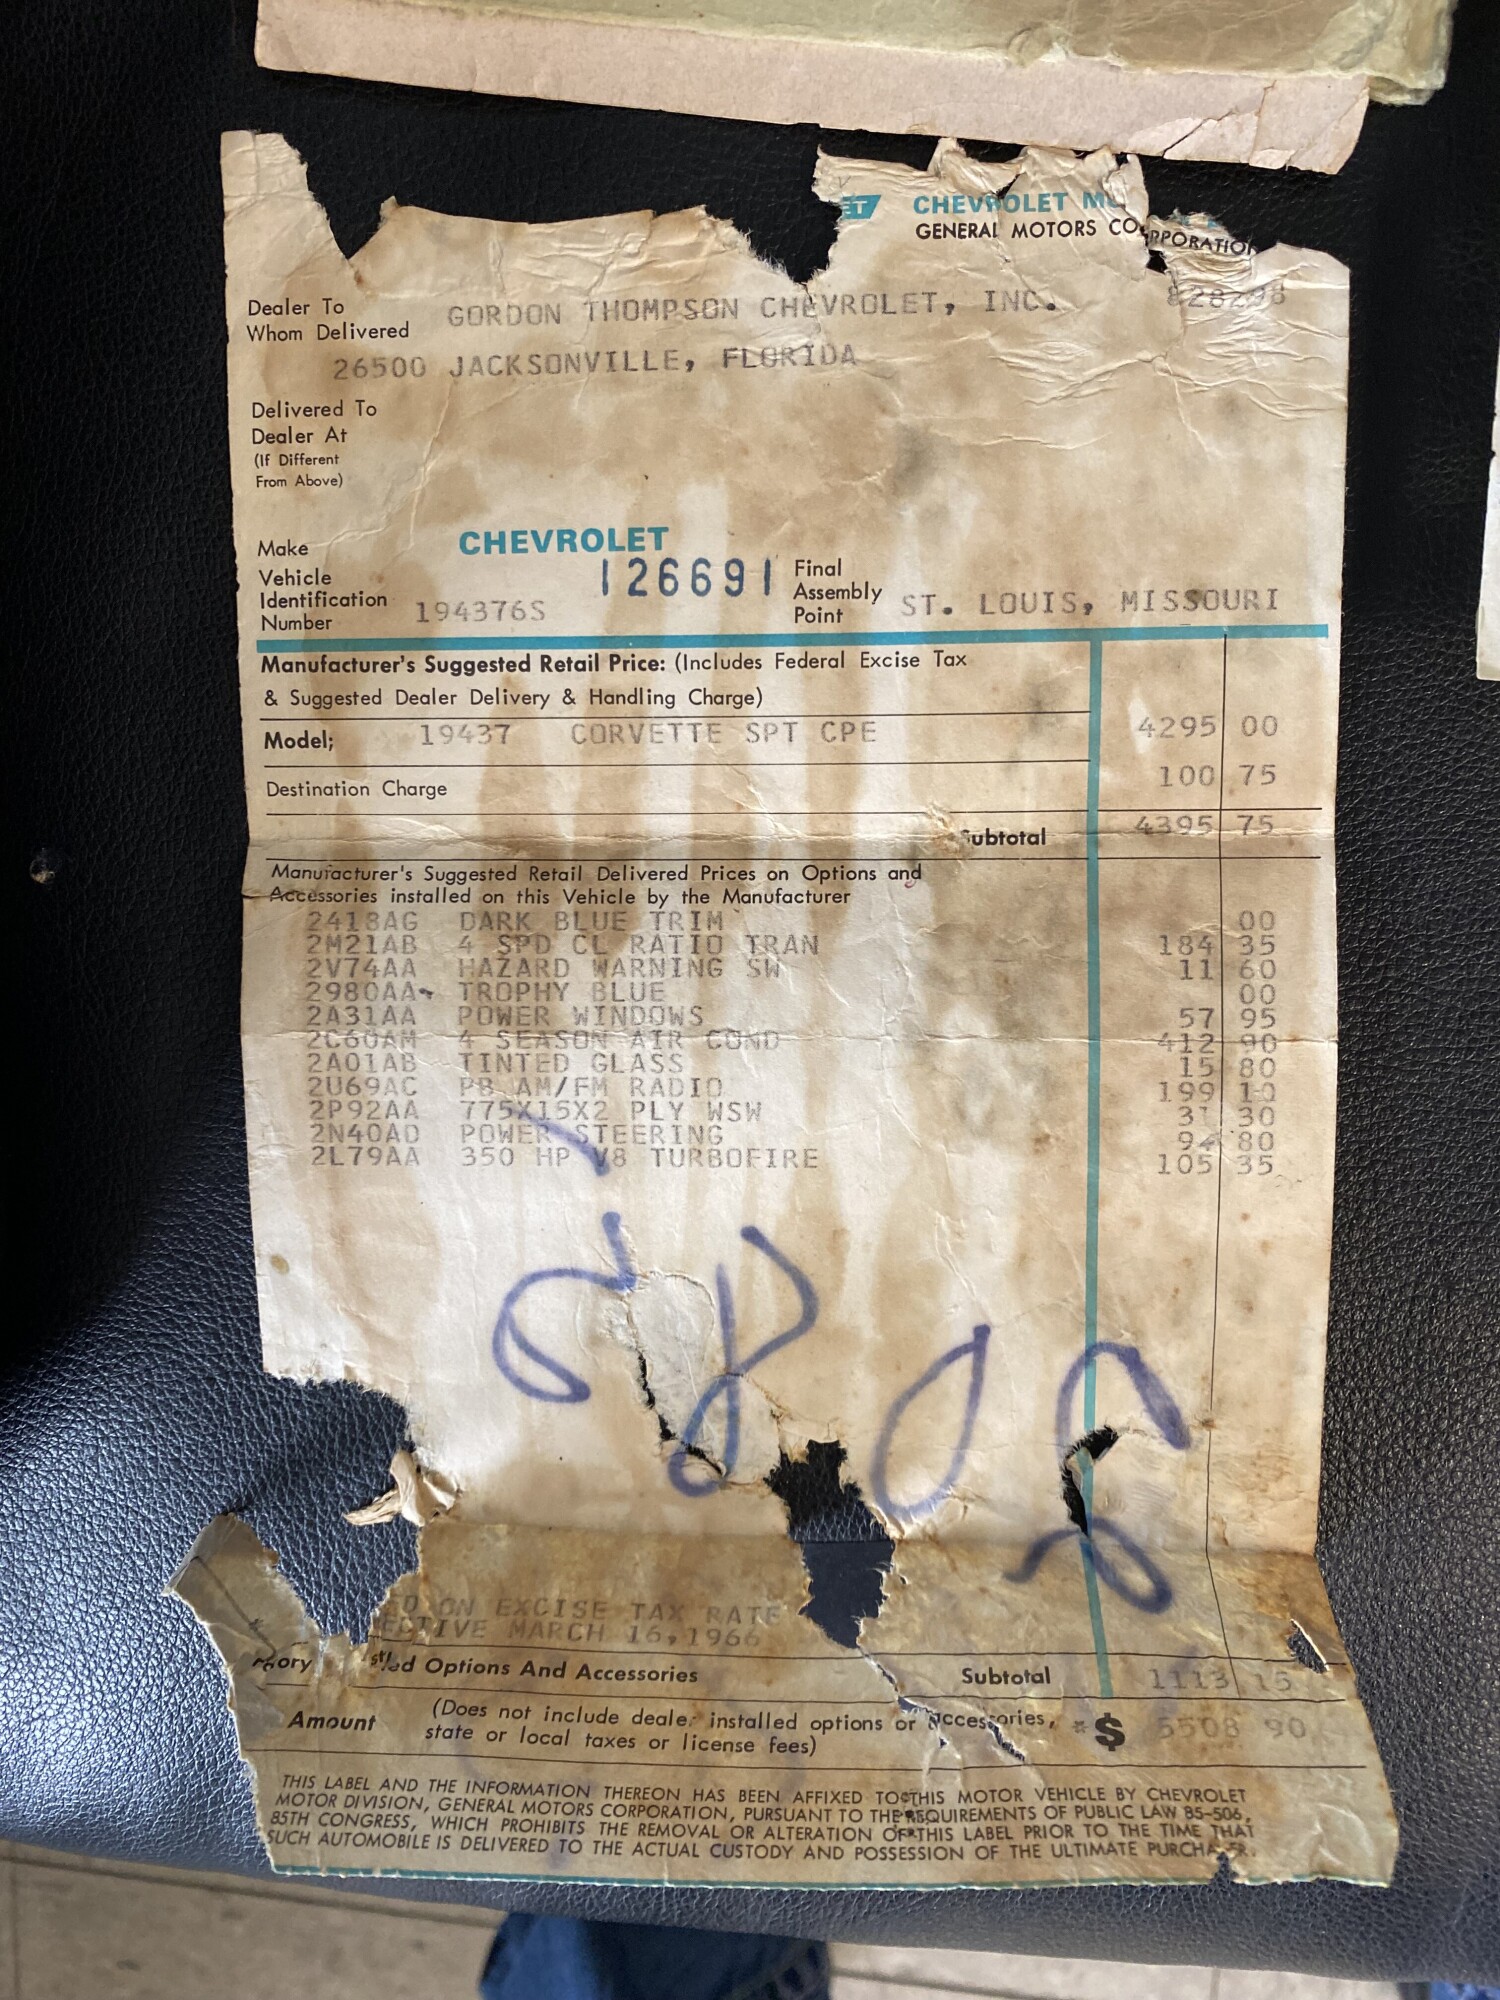 ET CHEVROLET MO
GENERAL MOTORS CORPORATION
Dealer To
Whom Delivered GORDON THOMPSON CHEVROLET, INC.
26500 JACKSONVILLE, FLORIDA
Delivered To
Dealer At
(If Different
From Above)
Make CHEVROLET
Vehicle
Identification
Number 194376S 126691 Final
Assembly
Point ST. LOUIS, MISSOURI
Manufacturer's Suggested Retail Price: (Includes Federal Excise Tax
& Suggested Dealer Delivery & Handling Charge)
Model; 19437 CORVETTE SPT CPE 4295 00
Destination Charge 100 75
Subtotal 4395 75
Manufacturer's Suggested Retail Delivered Prices on Options and
Accessories installed on this Vehicle by the Manufacturer
2418AG DARK BLUE TRIM 00
2M21AB 4 SPD CL RATIO TRAN 184 35
2V74AA HAZARD WARNING SW 11 60
2980AA TROPHY BLUE 00
2A31AA POWER WINDOWS 57 95
2C60AM 4 SEASON AIR COND 412 90
2A01AB TINTED GLASS 15 80
2U69AC PB AM/FM RADIO 199 10
2P92AA 775X15X2 PLY WSW 31 30
2N40AD POWER STEERING 94 80
2L79AA 350 HP V8 TURBOFIRE 105 35
ED ON EXCISE TAX RATE
ECTIVE MARCH 16,1966
ory stlled Options And Accessories Subtotal 1113 15
Amount (Does not include dealer installed options or accessories,
state or local taxes or license fees) * $ 5508 90
THIS LABEL AND THE INFORMATION THEREON HAS BEEN AFFIXED TO THIS MOTOR VEHICLE BY CHEVROLET
MOTOR DIVISION, GENERAL MOTORS CORPORATION, PURSUANT TO THE REQUIREMENTS OF PUBLIC LAW 85-506,
85TH CONGRESS, WHICH PROHIBITS THE REMOVAL OR ALTERATION OF THIS LABEL PRIOR TO THE TIME THAT
SUCH AUTOMOBILE IS DELIVERED TO THE ACTUAL CUSTODY AND POSSESSION OF THE ULTIMATE PURCHASER.